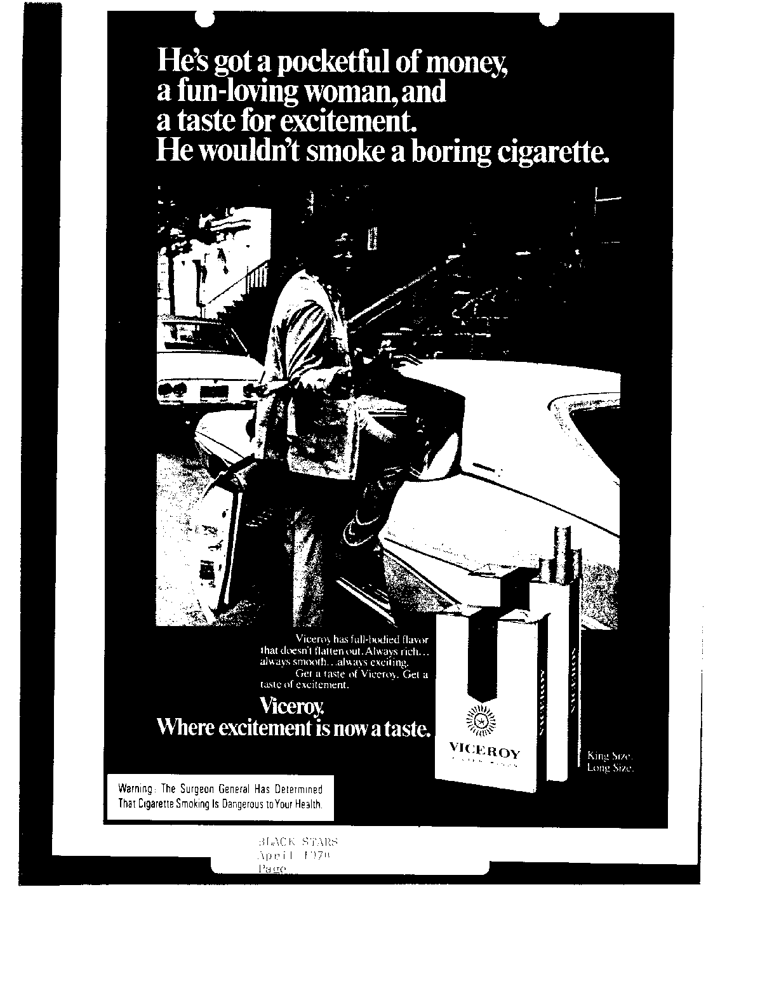 He's got a pocketful of money,
a fun-loving woman, and
a taste for excitement.
He wouldn't smoke a boring cigarette.
Viceroy has full-bodied flavor
that doesn't flatten out. Always rich...
always smooth...always exciting.
Get a taste of Viceroy. Get a
taste of excitement.
Viceroy.
Where excitement is now a taste.
VICEROY
VICEROY
VICEROY
King Size.
Long Size.
Warning: The Surgeon General Has Determined
That Cigarette Smoking Is Dangerous to Your Health.
BLACK STARS
April
Page